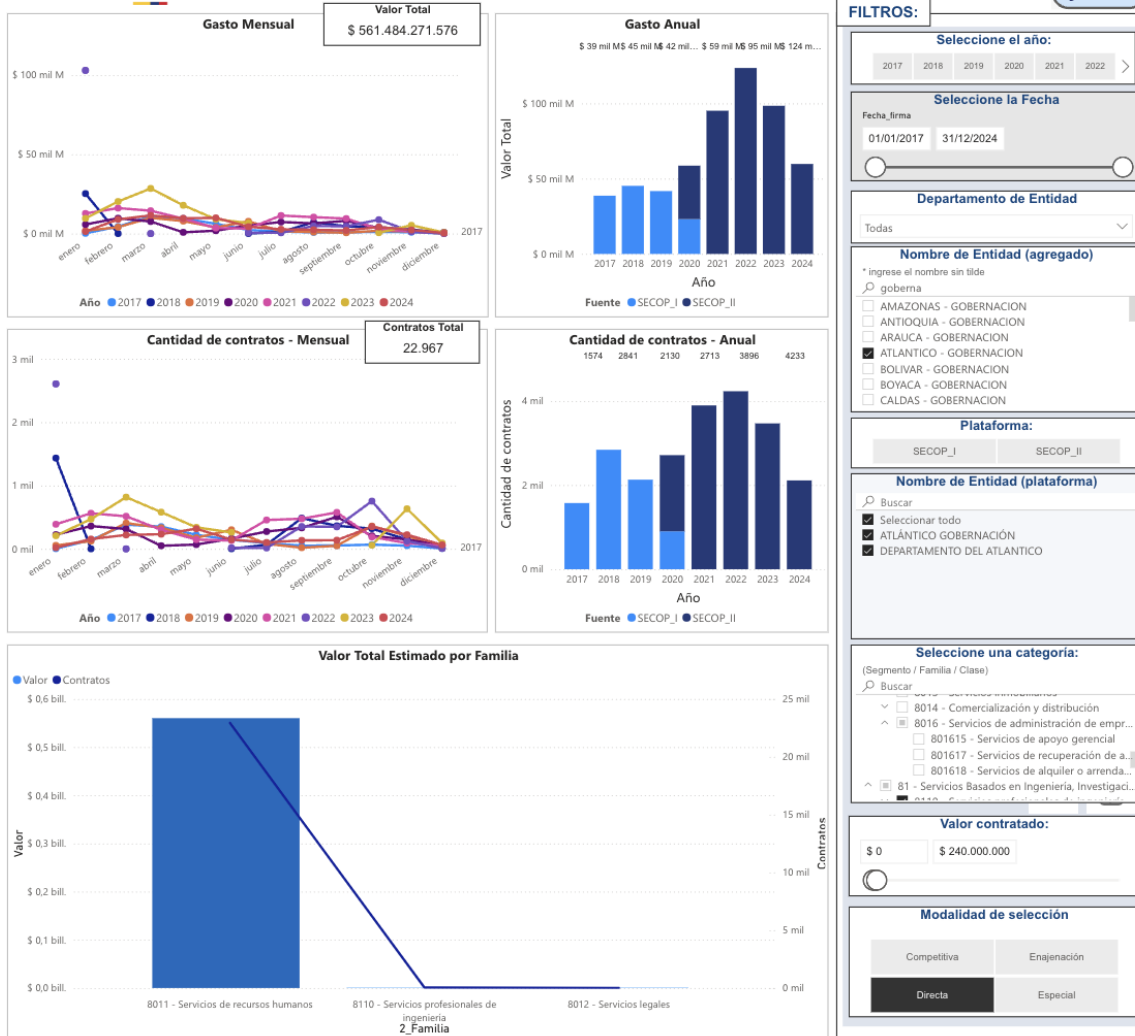 Gasto Mensual
Valor Total
$ 561.484.271.576
$ 100 mil M
$ 50 mil M
$ 0 mil M
2017
enero febrero marzo abril mayo junio julio agosto septiembre octubre noviembre diciembre
Año 2017 2018 2019 2020 2021 2022 2023 2024
Gasto Anual
$ 39 mil M $ 45 mil M $ 42 mil... $ 59 mil M $ 95 mil M $ 124 m...
Valor Total
$ 100 mil M
$ 50 mil M
$ 0 mil M
2017 2018 2019 2020 2021 2022 2023 2024
Año
Fuente SECOP_I SECOP_II
Cantidad de contratos - Mensual
Contratos Total
22.967
3 mil
2 mil
1 mil
0 mil
2017
enero febrero marzo abril mayo junio julio agosto septiembre octubre noviembre diciembre
Año 2017 2018 2019 2020 2021 2022 2023 2024
Cantidad de contratos - Anual
1574 2841 2130 2713 3896 4233
Cantidad de contratos
4 mil
2 mil
0 mil
2017 2018 2019 2020 2021 2022 2023 2024
Año
Fuente SECOP_I SECOP_II
Valor Total Estimado por Familia
Valor Contratos
Valor
$ 0,6 bill.
$ 0,5 bill.
$ 0,4 bill.
$ 0,3 bill.
$ 0,2 bill.
$ 0,1 bill.
$ 0,0 bill.
25 mil
20 mil
15 mil
10 mil
5 mil
0 mil
Contratos
8011 - Servicios de recursos humanos
8110 - Servicios profesionales de
ingeniería
8012 - Servicios legales
2_Familia
FILTROS:
Seleccione el año:
2017 2018 2019 2020 2021 2022
Seleccione la Fecha
Fecha_firma
01/01/2017 31/12/2024
Departamento de Entidad
Todas
Nombre de Entidad (agregado)
* ingrese el nombre sin tilde
goberna
AMAZONAS - GOBERNACION
ANTIOQUIA - GOBERNACION
ARAUCA - GOBERNACION
ATLANTICO - GOBERNACION
BOLIVAR - GOBERNACION
BOYACA - GOBERNACION
CALDAS - GOBERNACION
Plataforma:
SECOP_I SECOP_II
Nombre de Entidad (plataforma)
Buscar
Seleccionar todo
ATLÁNTICO GOBERNACIÓN
DEPARTAMENTO DEL ATLANTICO
Seleccione una categoría:
(Segmento / Familia / Clase)
Buscar
8014 - Comercialización y distribución
8016 - Servicios de administración de empr...
801615 - Servicios de apoyo gerencial
801617 - Servicios de recuperación de a...
801618 - Servicios de alquiler o arrenda...
81 - Servicios Basados en Ingeniería, Investigaci...
Valor contratado:
$ 0 $ 240.000.000
Modalidad de selección
Competitiva Enajenación
Directa Especial